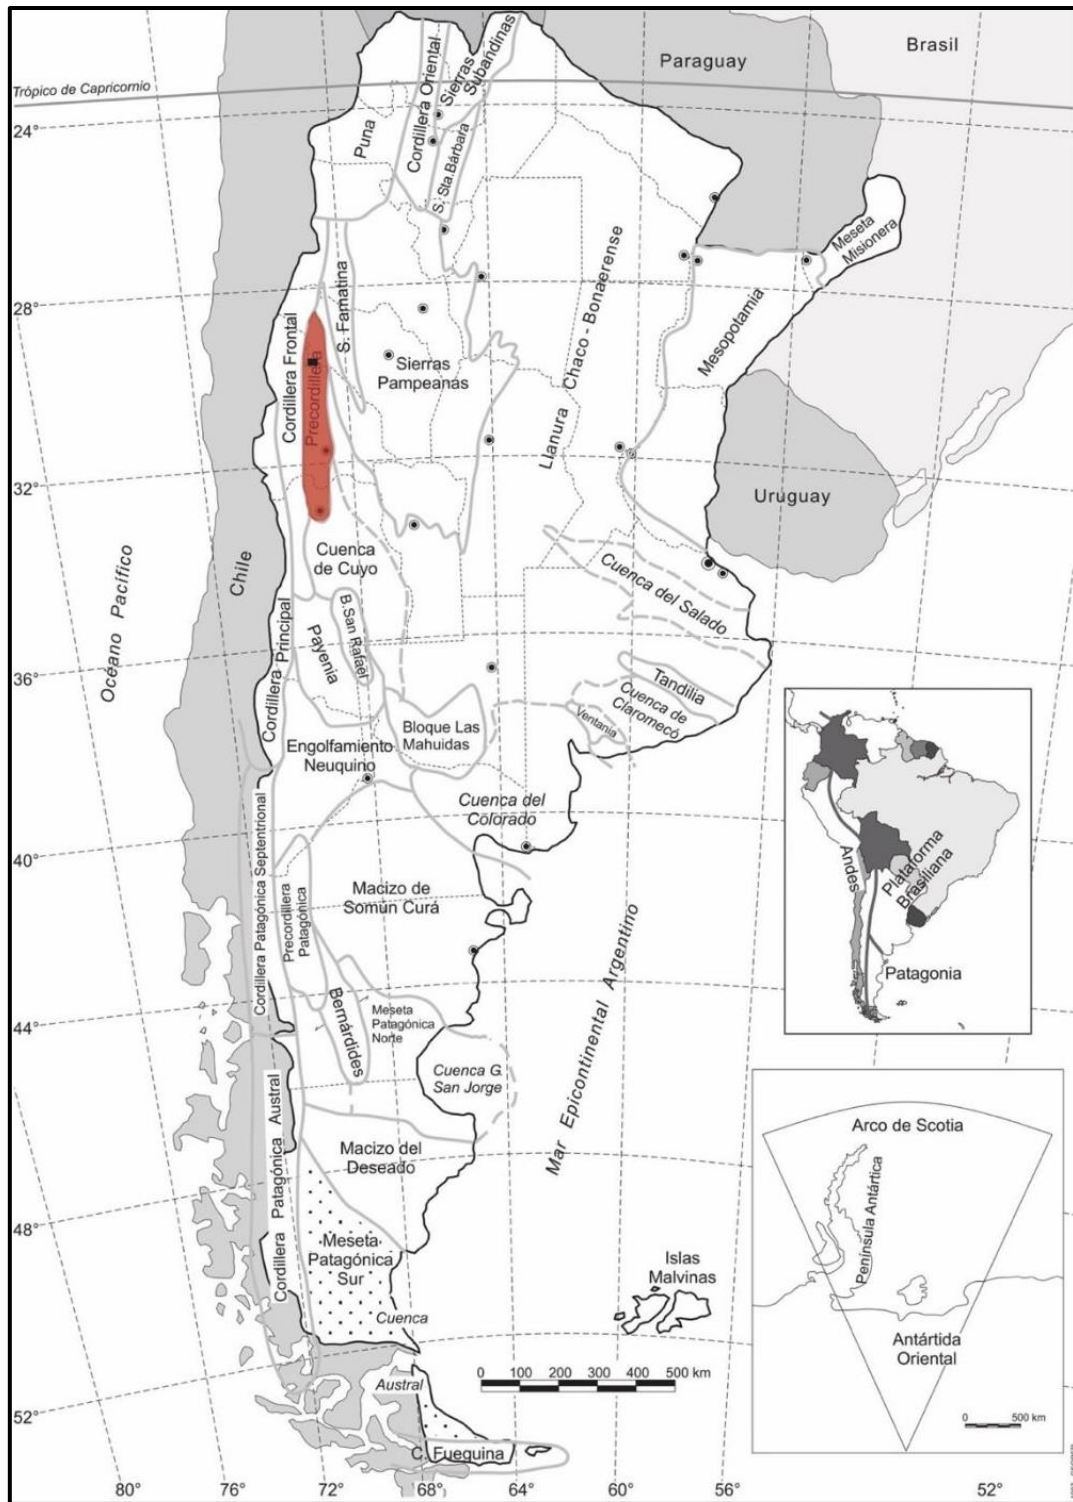 Brasil
Paraguay
Trópico de Capricornio
24°
28°
32°
36°
40°
44°
48°
52°
Puna
Cordillera Oriental
Sierras
Subandinas
S. Sta.Bárbara
Meseta
Misionera
Mesopotamia
Llanura Chaco - Bonaerense
S. Famatina
Cordillera Frontal
Precordillera
Sierras
Pampeanas
Uruguay
Océano Pacífico
Chile
Cuenca
de Cuyo
Cuenca del Salado
B.San Rafael
Payenia
Cordillera Principal
Tandilia
Cuenca de
Claromecó
Ventania
Bloque Las
Mahuidas
Engolfamiento
Neuquino
Cuenca del
Colorado
Cordillera Patagónica Septentrional
Precordillera
Patagónica
Macizo de
Somún Curá
Bernárdides
Meseta
Patagónica
Norte
Cuenca G.
San Jorge
Mar Epicontinental Argentino
Cordillera Patagónica Austral
Macizo del
Deseado
Meseta
Patagónica
Sur
Cuenca
Austral
C. Fueguina
Islas
Malvinas
0 100 200 300 400 500 km
Andes
Plataforma
Brasiliana
Patagonia
Arco de Scotia
Península Antártica
Antártida
Oriental
0 500 km
80° 76° 72° 68° 64° 60° 56° 52°